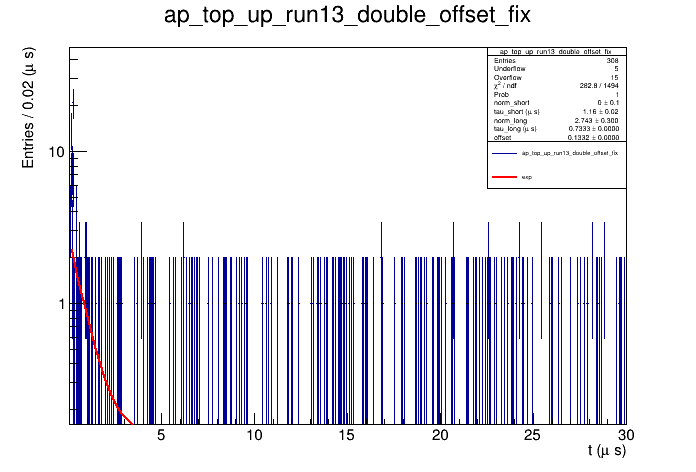 ap_top_up_run13_double_offset_fix
Entries / 0.02 (μ s)
10
1
ap_top_up_run13_double_offset_fix
Entries 308
Underflow 5
Overflow 15
χ² / ndf 282.8 / 1494
Prob 1
norm_short 0 ± 0.1
tau_short (μ s) 1.16 ± 0.02
norm_long 2.743 ± 0.300
tau_long (μ s) 0.7333 ± 0.0000
offset 0.1332 ± 0.0000
ap_top_up_run13_double_offset_fix
exp
5 10 15 20 25 30
t (μ s)